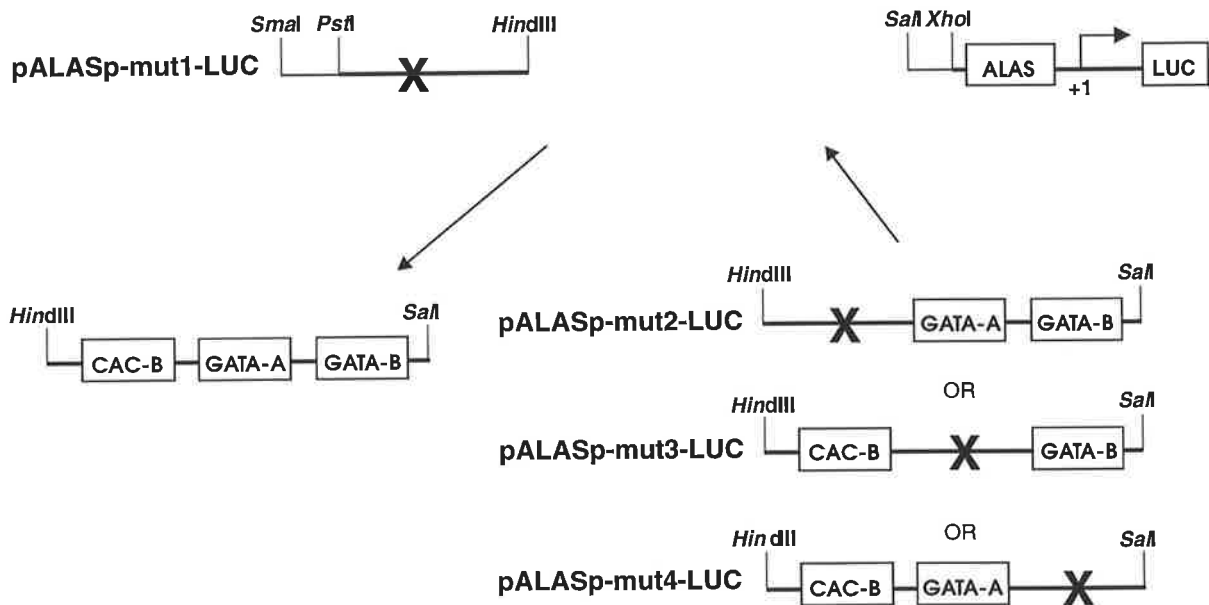 SmaI PstI HindIII
pALASp-mut1-LUC
X
SalI XhoI
ALAS
+1
LUC
HindIII SalI
CAC-B GATA-A GATA-B
HindIII SalI
pALASp-mut2-LUC
X GATA-A GATA-B
OR
HindIII SalI
pALASp-mut3-LUC
CAC-B X GATA-B
OR
HindIII SalI
pALASp-mut4-LUC
CAC-B GATA-A X